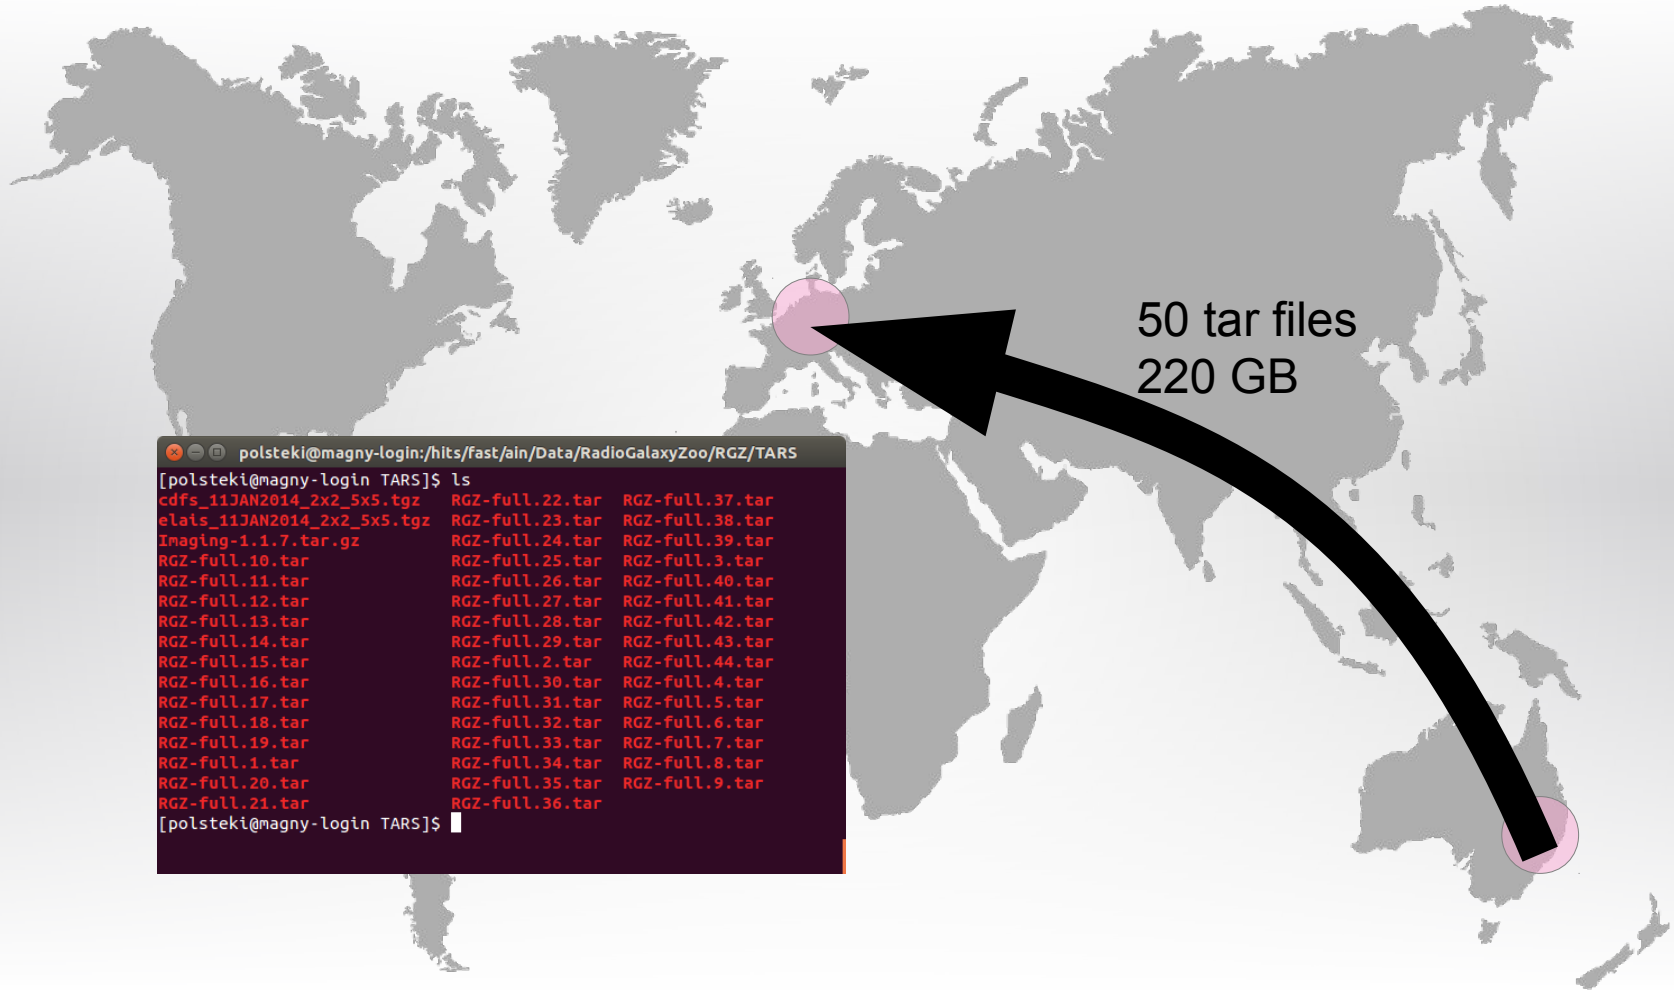 50 tar files
220 GB
polsteki@magny-login:/hits/fast/ain/Data/RadioGalaxyZoo/RGZ/TARS
[polsteki@magny-login TARS]$ ls
cdfs_11JAN2014_2x2_5x5.tgz RGZ-full.22.tar RGZ-full.37.tar
elais_11JAN2014_2x2_5x5.tgz RGZ-full.23.tar RGZ-full.38.tar
Imaging-1.1.7.tar.gz RGZ-full.24.tar RGZ-full.39.tar
RGZ-full.10.tar RGZ-full.25.tar RGZ-full.3.tar
RGZ-full.11.tar RGZ-full.26.tar RGZ-full.40.tar
RGZ-full.12.tar RGZ-full.27.tar RGZ-full.41.tar
RGZ-full.13.tar RGZ-full.28.tar RGZ-full.42.tar
RGZ-full.14.tar RGZ-full.29.tar RGZ-full.43.tar
RGZ-full.15.tar RGZ-full.2.tar RGZ-full.44.tar
RGZ-full.16.tar RGZ-full.30.tar RGZ-full.4.tar
RGZ-full.17.tar RGZ-full.31.tar RGZ-full.5.tar
RGZ-full.18.tar RGZ-full.32.tar RGZ-full.6.tar
RGZ-full.19.tar RGZ-full.33.tar RGZ-full.7.tar
RGZ-full.1.tar RGZ-full.34.tar RGZ-full.8.tar
RGZ-full.20.tar RGZ-full.35.tar RGZ-full.9.tar
RGZ-full.21.tar RGZ-full.36.tar
[polsteki@magny-login TARS]$